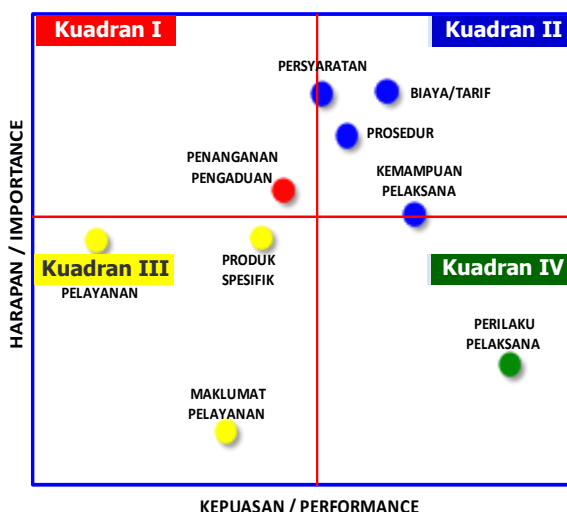 Kuadran I
Kuadran II
PERSYARATAN
BIAYA/TARIF
PROSEDUR
PENANGANAN
PENGADUAN
KEMAMPUAN
PELAKSANA
HARAPAN / IMPORTANCE
Kuadran III
PELAYANAN
PRODUK
SPESIFIK
Kuadran IV
PERILAKU
PELAKSANA
MAKLUMAT
PELAYANAN
KEPUASAN / PERFORMANCE